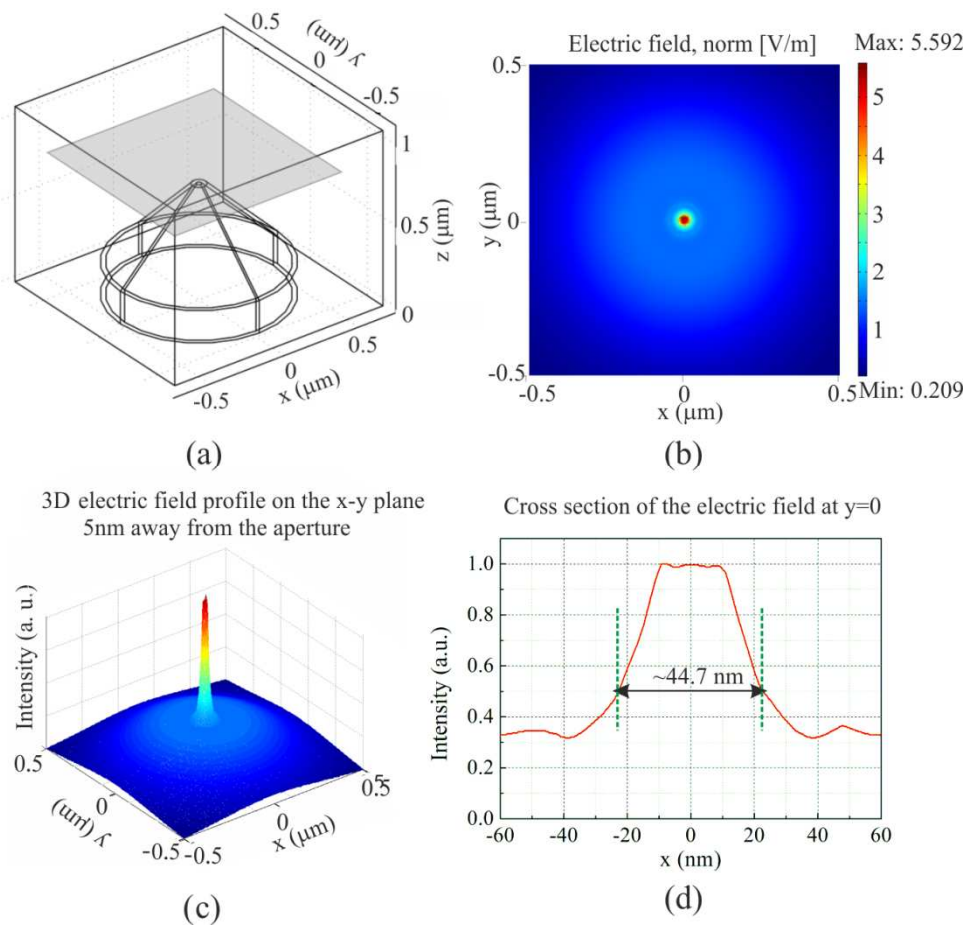 0.5
0
-0.5
y (μm)
1
0.5
0
z (μm)
-0.5
0
0.5
x (μm)
(a)
Electric field, norm [V/m]
Max: 5.592
0.5
0
-0.5
y (μm)
-0.5
0
0.5
x (μm)
5
4
3
2
1
Min: 0.209
(b)
3D electric field profile on the x-y plane
5nm away from the aperture
Intensity (a. u.)
0.5
0
-0.5
y (μm)
-0.5
0
0.5
x (μm)
(c)
Cross section of the electric field at y=0
1.0
0.8
0.6
0.4
0.2
0.0
Intensity (a.u.)
~44.7 nm
-60
-40
-20
0
20
40
60
x (nm)
(d)